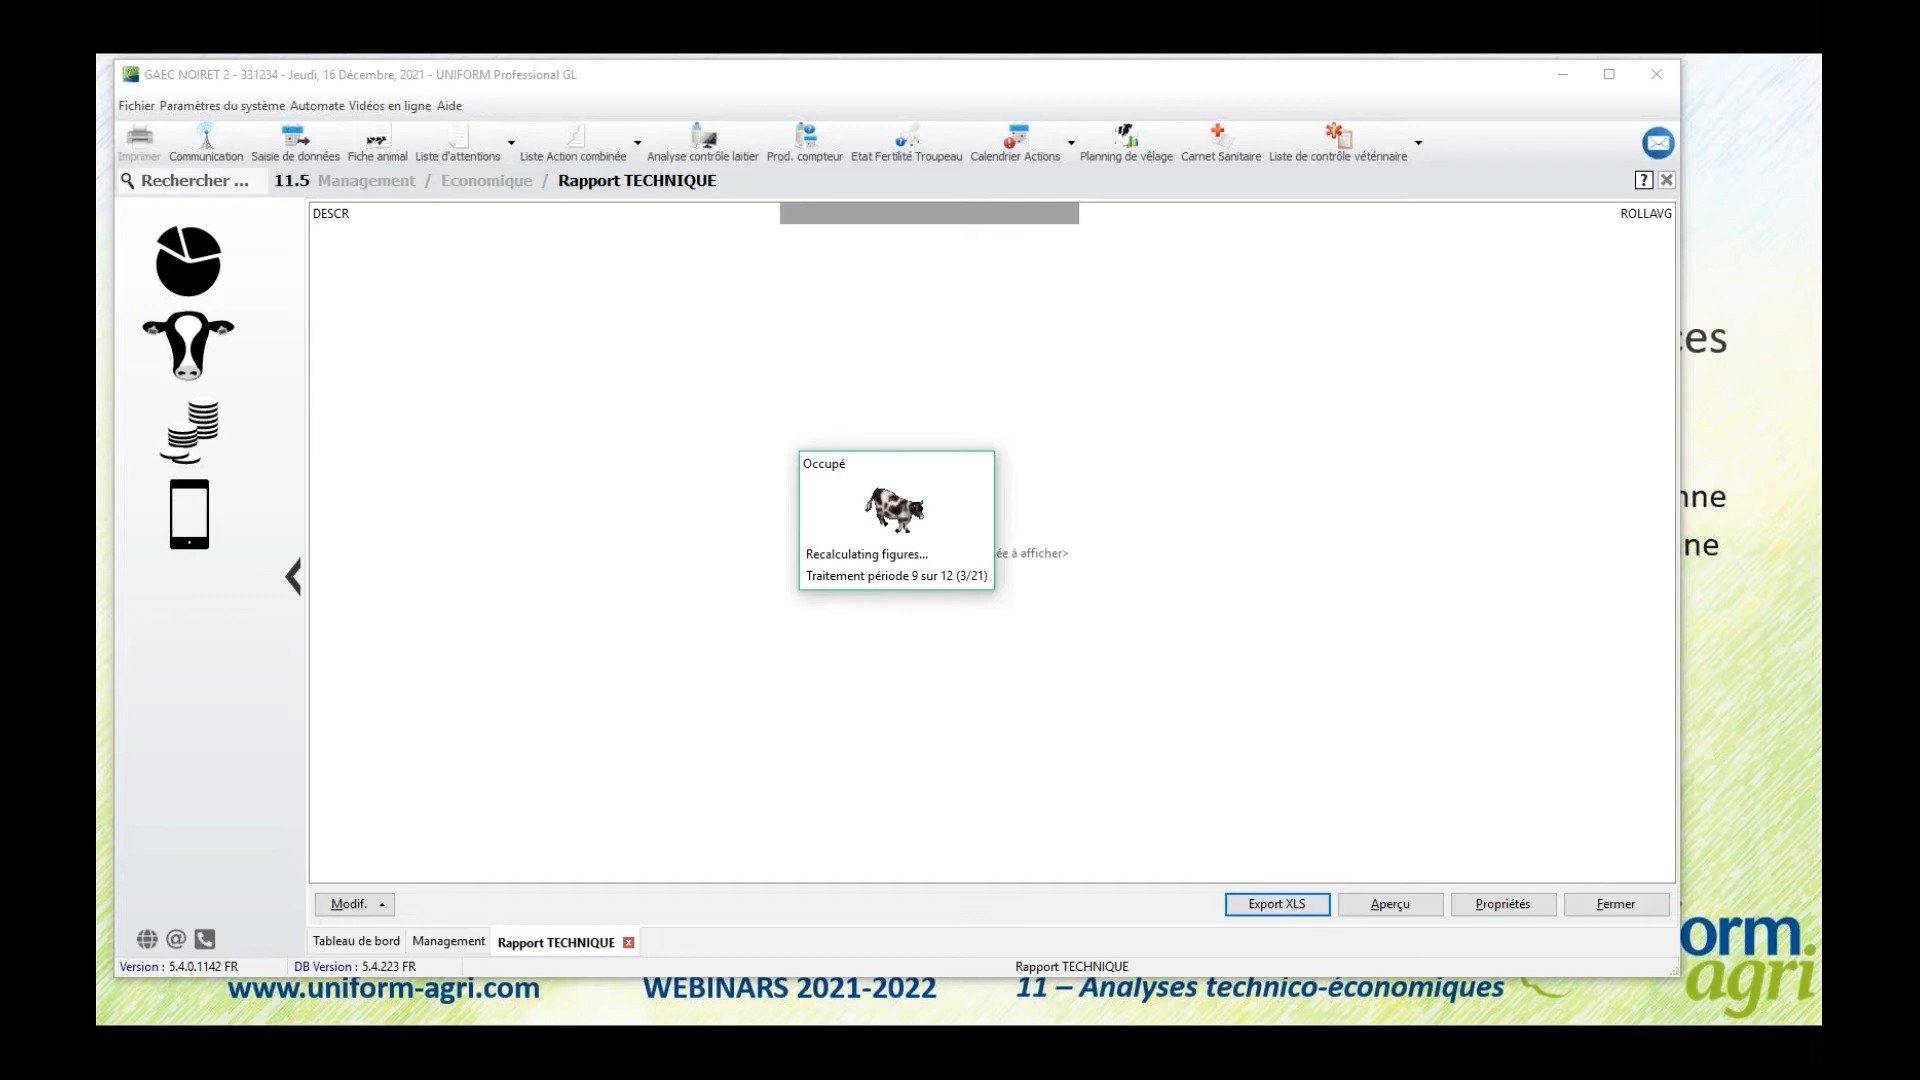 GAEC NOIRET 2 - 331234 - Jeudi, 16 Décembre, 2021 - UNIFORM Professional GL
Fichier Paramètres du système Automate Vidéos en ligne Aide
Imprimer Communication Saisie de données Fiche animal Liste d'attentions Liste Action combinée Analyse contrôle laitier Prod. compteur Etat Fertilité Troupeau Calendrier Actions Planning de vêlage Carnet Sanitaire Liste de contrôle vétérinaire
Rechercher ... 11.5 Management / Economique / Rapport TECHNIQUE ?
DESCR ROLLAVG
Occupé
Recalculating figures...
ée à afficher>
Traitement période 9 sur 12 (3/21)
ces
nne
ne
Modif. Export XLS Aperçu Propriétés Fermer
@
Tableau de bord Management Rapport TECHNIQUE
Version : 5.4.0.1142 FR DB Version : 5.4.223 FR Rapport TECHNIQUE
www.uniform-agri.com WEBINARS 2021-2022 11 – Analyses technico-économiques
orm.
agri